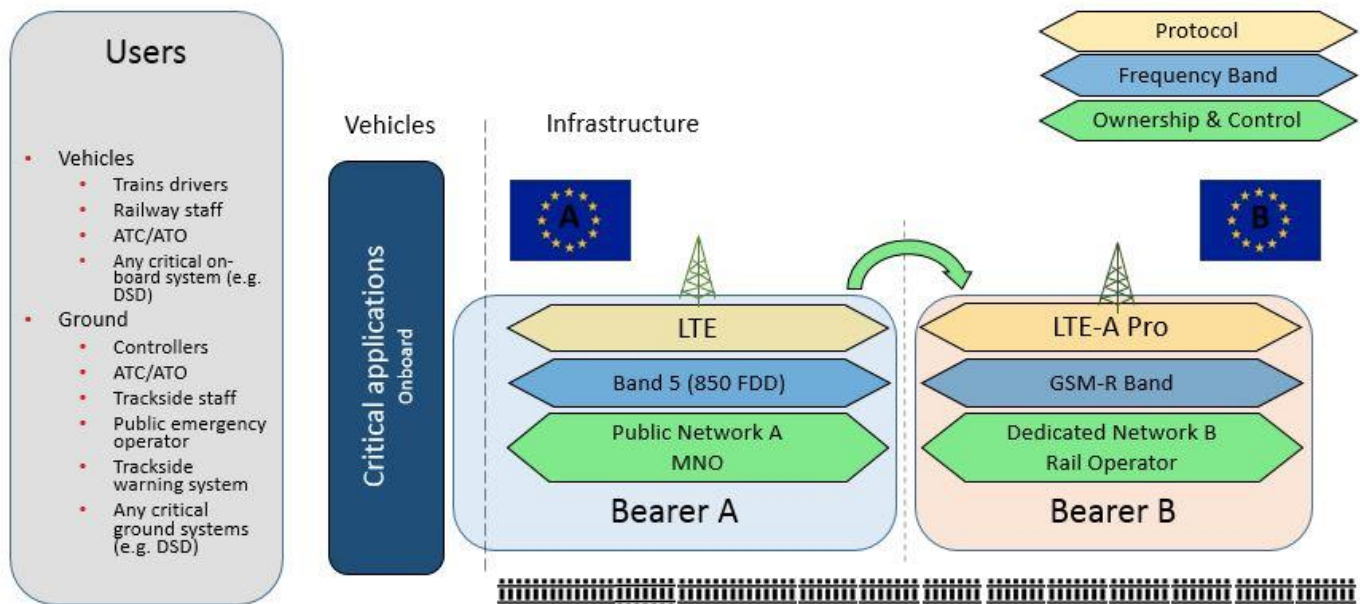 Users
• Vehicles
• Trains drivers
• Railway staff
• ATC/ATO
• Any critical on-
board system (e.g.
DSD)
• Ground
• Controllers
• ATC/ATO
• Trackside staff
• Public emergency
operator
• Trackside
warning system
• Any critical
ground systems
(e.g. DSD)
Vehicles
Critical applications
Onboard
Infrastructure
Protocol
Frequency Band
Ownership & Control
A
LTE
Band 5 (850 FDD)
Public Network A
MNO
Bearer A
B
LTE-A Pro
GSM-R Band
Dedicated Network B
Rail Operator
Bearer B